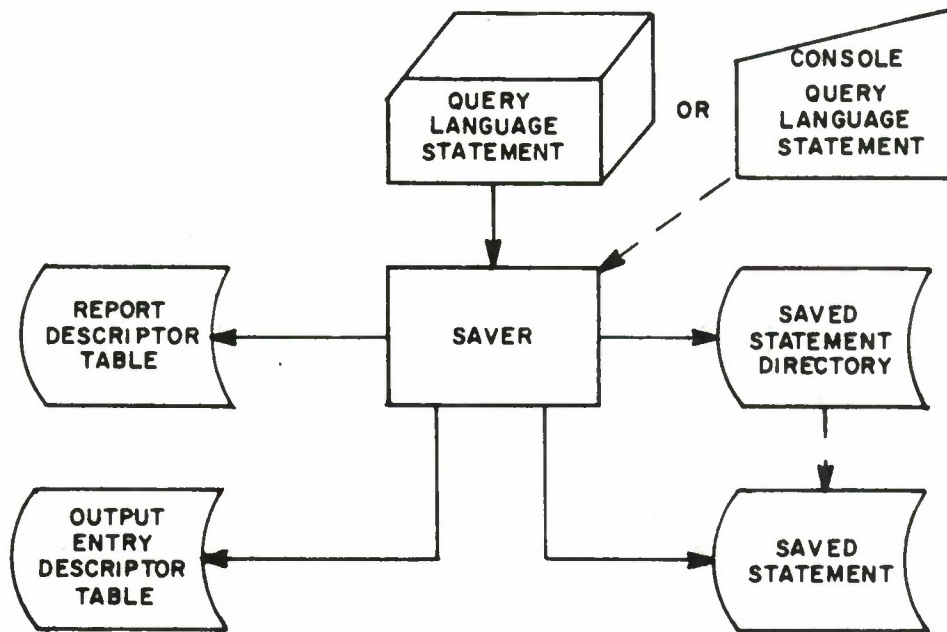 QUERY
LANGUAGE
STATEMENT
OR
CONSOLE
QUERY
LANGUAGE
STATEMENT
REPORT
DESCRIPTOR
TABLE
SAVER
SAVED
STATEMENT
DIRECTORY
OUTPUT
ENTRY
DESCRIPTOR
TABLE
SAVED
STATEMENT